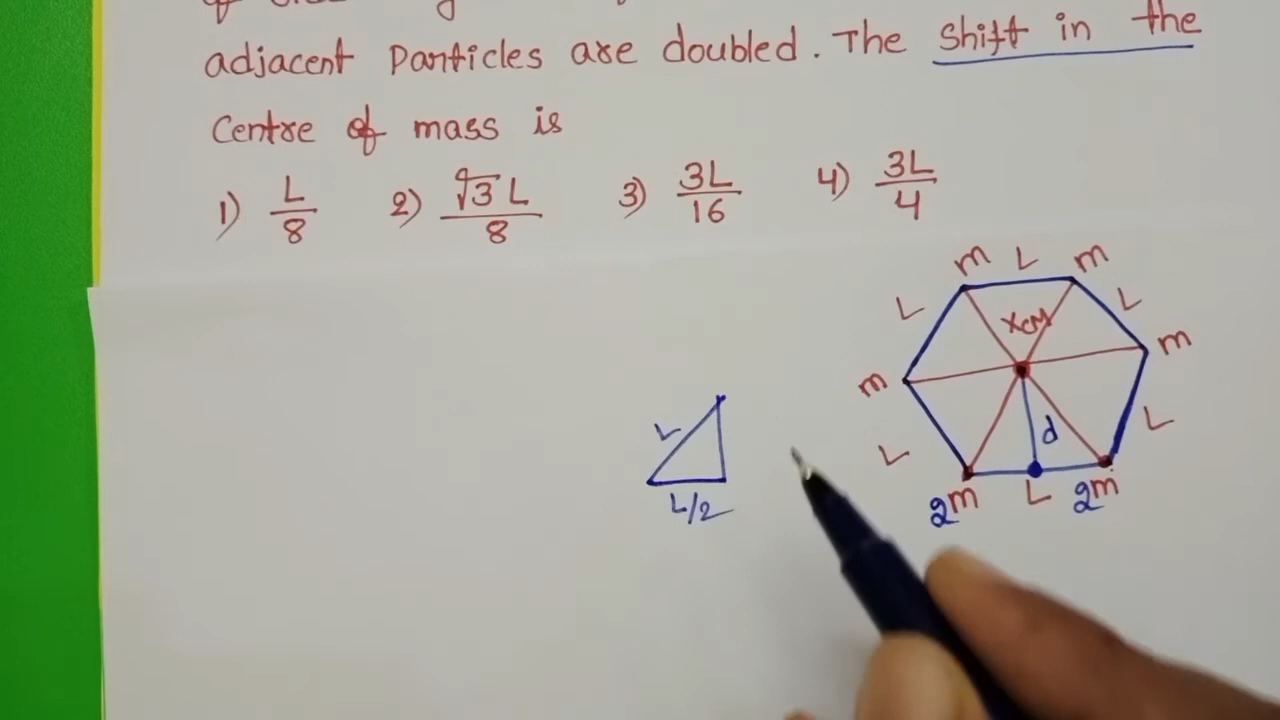 adjacent Particles are doubled. The Shift in the
Centre of mass is
1) L/8 2) √3 L/8 3) 3L/16 4) 3L/4
m L m
L L
XCM
m
m
d
L L
L
L/2
2m L 2m